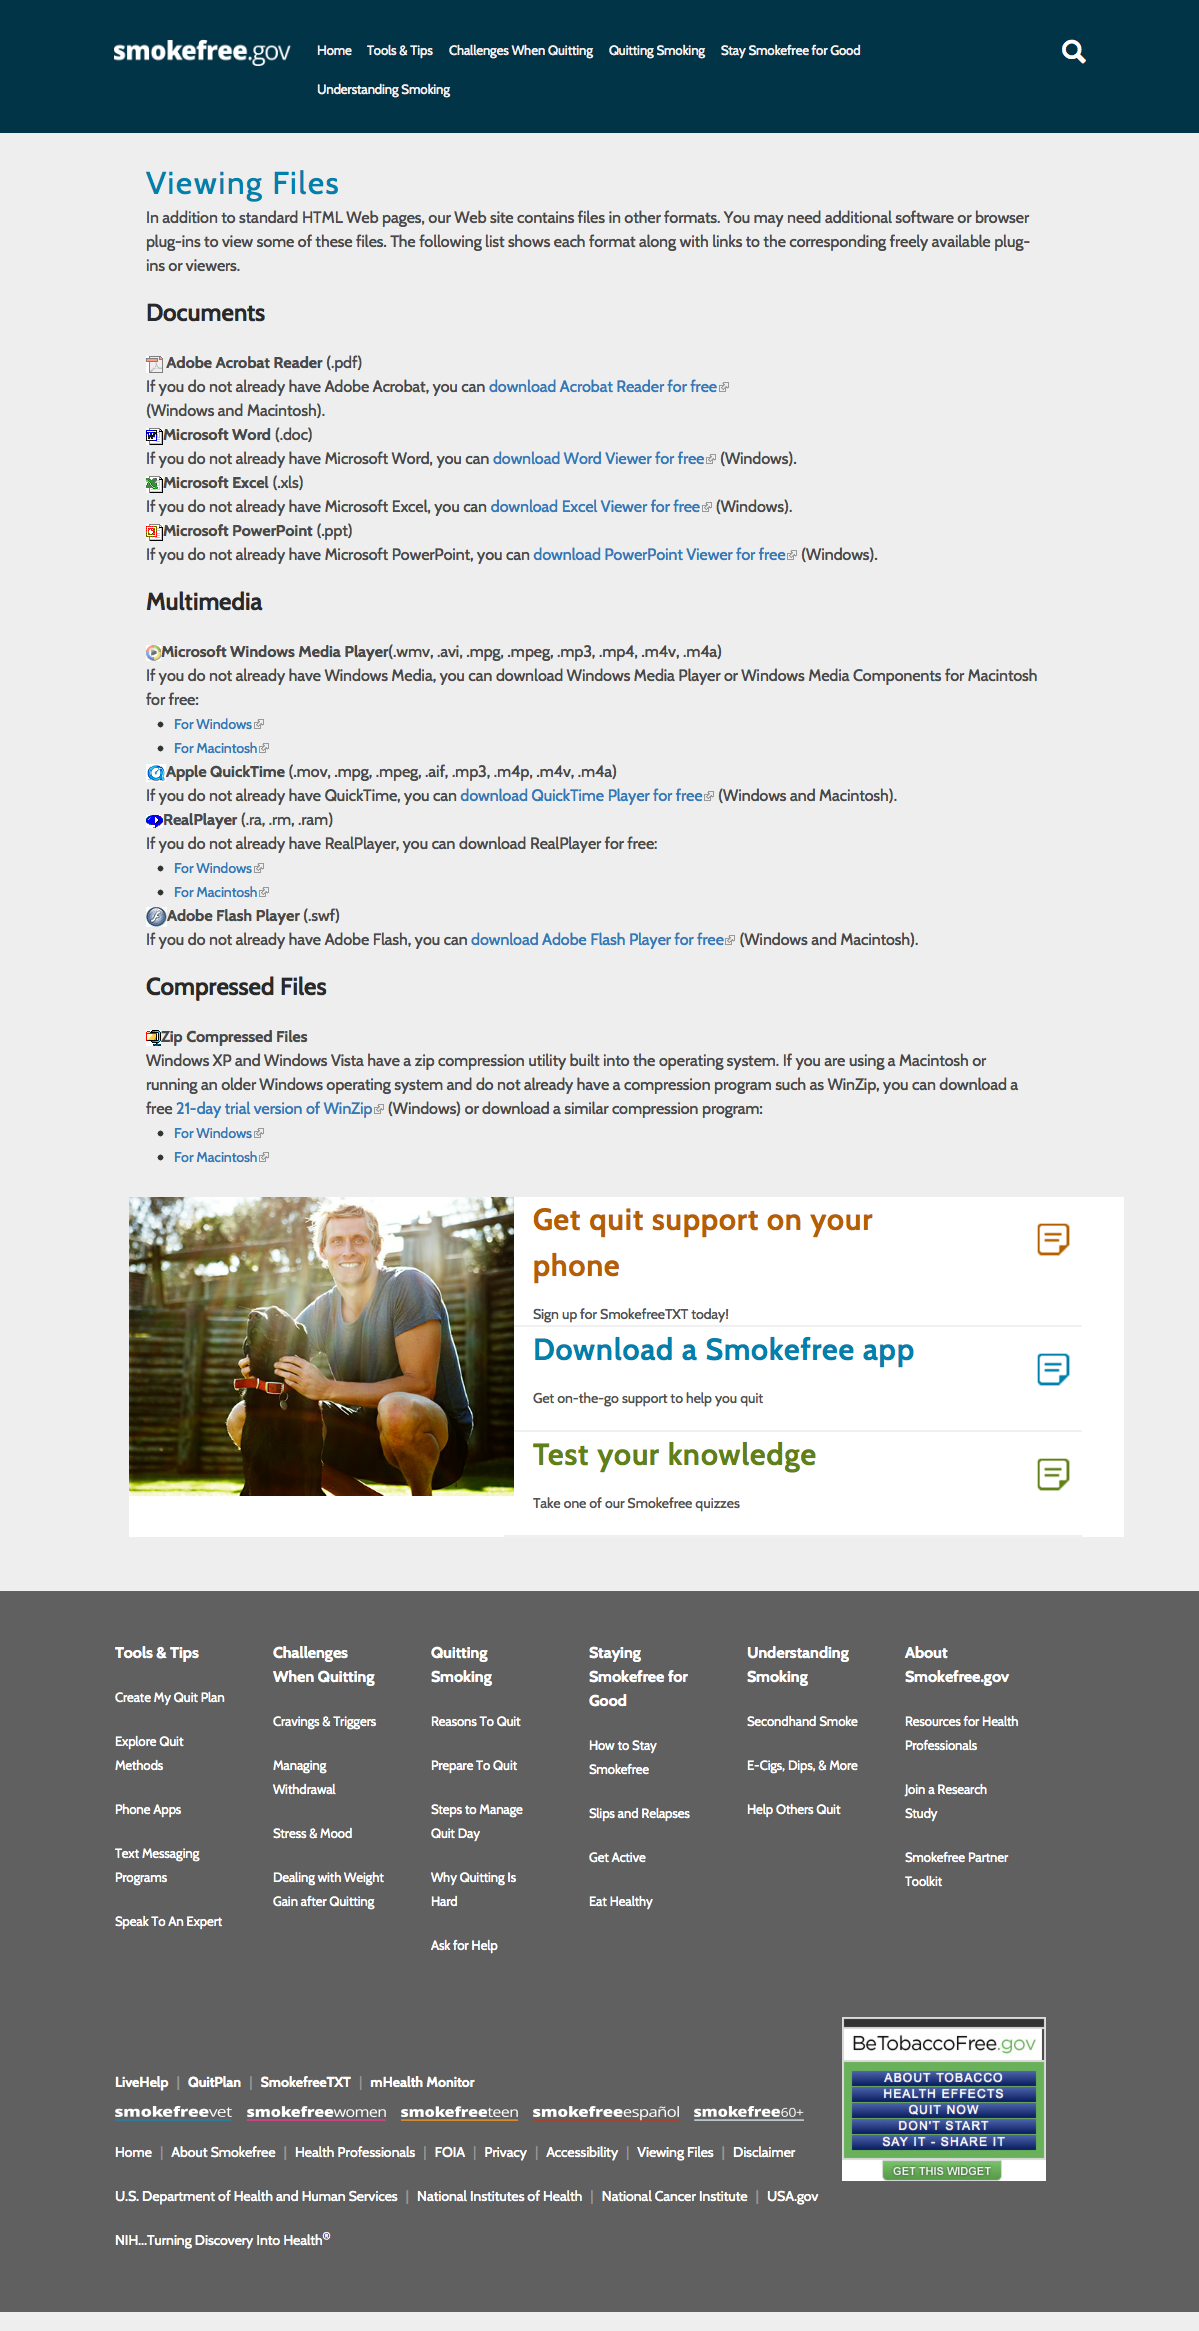 smokefree.gov
Home Tools & Tips Challenges When Quitting Quitting Smoking Stay Smokefree for Good
Understanding Smoking
Viewing Files
In addition to standard HTML Web pages, our Web site contains files in other formats. You may need additional software or browser
plug-ins to view some of these files. The following list shows each format along with links to the corresponding freely available plug-
ins or viewers.
Documents
Adobe Acrobat Reader (.pdf)
If you do not already have Adobe Acrobat, you can download Acrobat Reader for free
(Windows and Macintosh).
Microsoft Word (.doc)
If you do not already have Microsoft Word, you can download Word Viewer for free (Windows).
Microsoft Excel (.xls)
If you do not already have Microsoft Excel, you can download Excel Viewer for free (Windows).
Microsoft PowerPoint (.ppt)
If you do not already have Microsoft PowerPoint, you can download PowerPoint Viewer for free (Windows).
Multimedia
Microsoft Windows Media Player(.wmv, .avi, .mpg, .mpeg, .mp3, .mp4, .m4v, .m4a)
If you do not already have Windows Media, you can download Windows Media Player or Windows Media Components for Macintosh
for free:
• For Windows
• For Macintosh
Apple QuickTime (.mov, .mpg, .mpeg, .aif, .mp3, .m4p, .m4v, .m4a)
If you do not already have QuickTime, you can download QuickTime Player for free (Windows and Macintosh).
RealPlayer (.ra, .rm, .ram)
If you do not already have RealPlayer, you can download RealPlayer for free:
• For Windows
• For Macintosh
Adobe Flash Player (.swf)
If you do not already have Adobe Flash, you can download Adobe Flash Player for free (Windows and Macintosh).
Compressed Files
Zip Compressed Files
Windows XP and Windows Vista have a zip compression utility built into the operating system. If you are using a Macintosh or
running an older Windows operating system and do not already have a compression program such as WinZip, you can download a
free 21-day trial version of WinZip (Windows) or download a similar compression program:
• For Windows
• For Macintosh
Get quit support on your
phone
Sign up for SmokefreeTXT today!
Download a Smokefree app
Get on-the-go support to help you quit
Test your knowledge
Take one of our Smokefree quizzes
Tools & Tips
Create My Quit Plan
Explore Quit
Methods
Phone Apps
Text Messaging
Programs
Speak To An Expert
Challenges
When Quitting
Cravings & Triggers
Managing
Withdrawal
Stress & Mood
Dealing with Weight
Gain after Quitting
Quitting
Smoking
Reasons To Quit
Prepare To Quit
Steps to Manage
Quit Day
Why Quitting Is
Hard
Ask for Help
Staying
Smokefree for
Good
How to Stay
Smokefree
Slips and Relapses
Get Active
Eat Healthy
Understanding
Smoking
Secondhand Smoke
E-Cigs, Dips, & More
Help Others Quit
About
Smokefree.gov
Resources for Health
Professionals
Join a Research
Study
Smokefree Partner
Toolkit
LiveHelp | QuitPlan | SmokefreeTXT | mHealth Monitor
smokefreevet smokefreewomen smokefreeteen smokefreeespañol smokefree60+
Home | About Smokefree | Health Professionals | FOIA | Privacy | Accessibility | Viewing Files | Disclaimer
U.S. Department of Health and Human Services | National Institutes of Health | National Cancer Institute | USA.gov
NIH...Turning Discovery Into Health®
BeTobaccoFree.gov
ABOUT TOBACCO
HEALTH EFFECTS
QUIT NOW
DON'T START
SAY IT - SHARE IT
GET THIS WIDGET